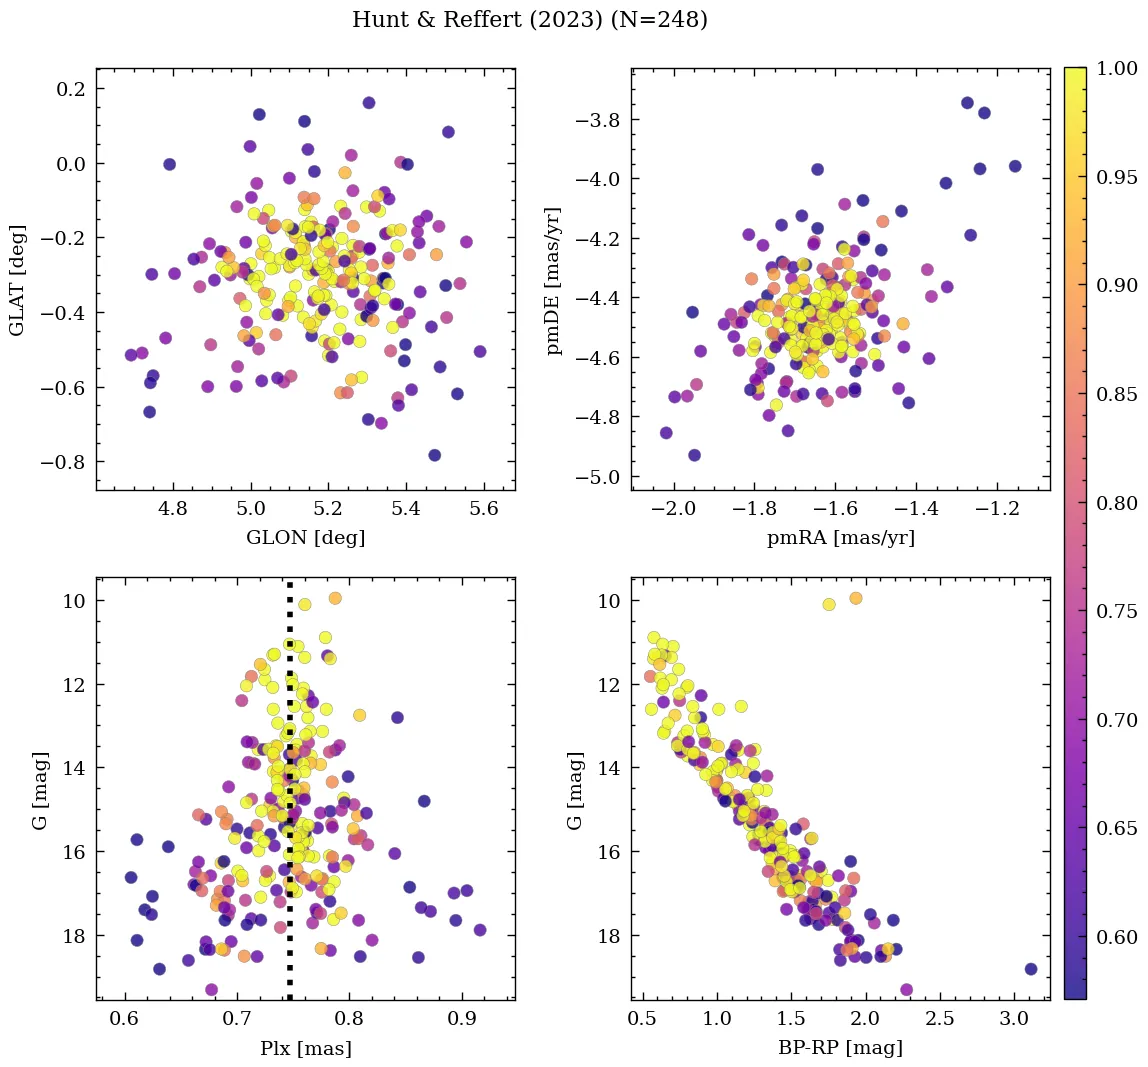 Hunt & Reffert (2023) (N=248)
0.2
0.0
−0.2
−0.4
−0.6
−0.8
GLAT [deg]
4.8 5.0 5.2 5.4 5.6
GLON [deg]
−3.8
−4.0
−4.2
−4.4
−4.6
−4.8
−5.0
pmDE [mas/yr]
−2.0 −1.8 −1.6 −1.4 −1.2
pmRA [mas/yr]
1.00
0.95
0.90
0.85
0.80
0.75
0.70
0.65
0.60
10
12
14
16
18
G [mag]
0.6 0.7 0.8 0.9
Plx [mas]
10
12
14
16
18
G [mag]
0.5 1.0 1.5 2.0 2.5 3.0
BP-RP [mag]